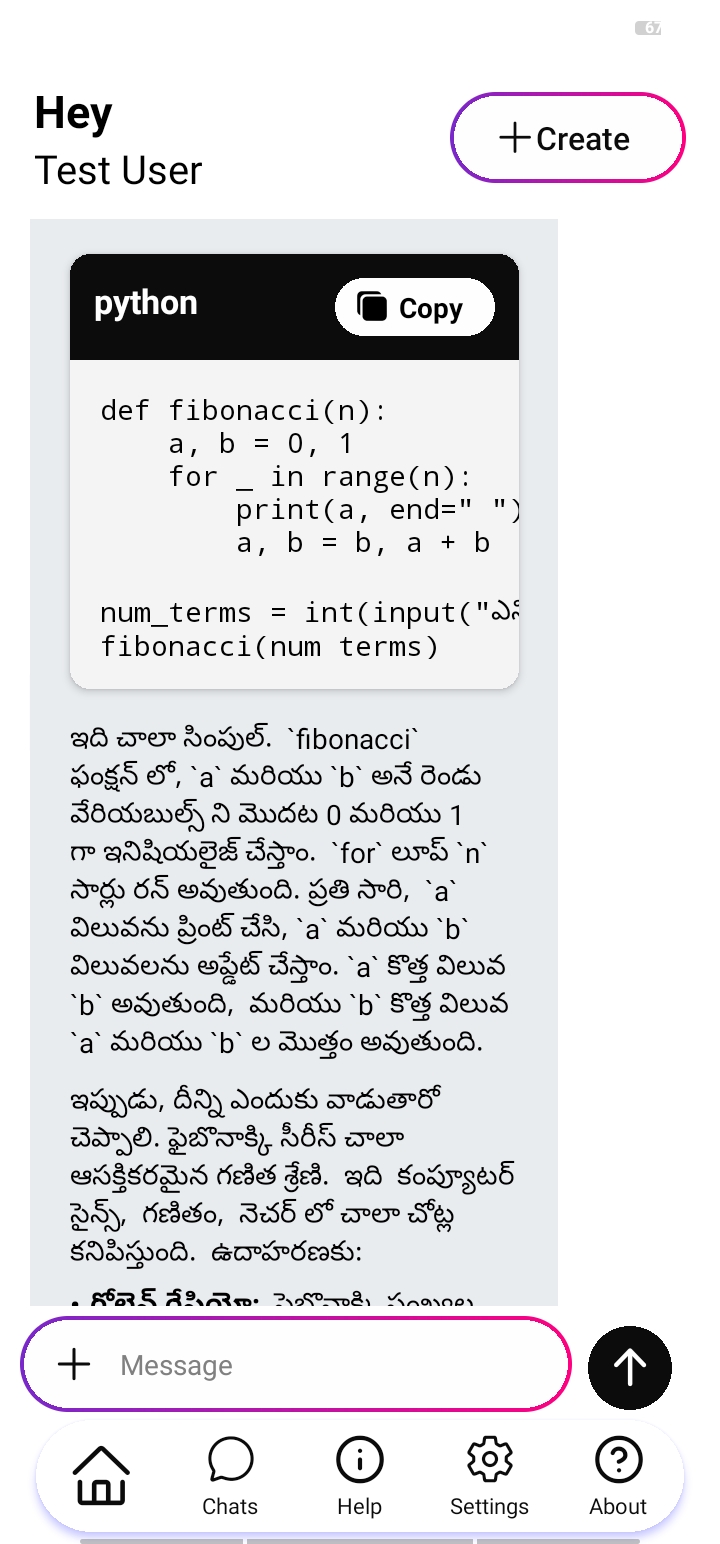 67
Hey
Test User
Create
python
Copy
def fibonacci(n):
    a, b = 0, 1
    for _ in range(n):
        print(a, end=" ")
        a, b = b, a + b
num_terms = int(input("ఎన్
fibonacci(num terms)
ఇది చాలా సింపుల్.  `fibonacci`
ఫంక్షన్ లో, `a` మరియు `b` అనే రెండు
వేరియబుల్స్ ని మొదట 0 మరియు 1
గా ఇనిషియలైజ్ చేస్తాం.  `for` లూప్ `n`
సార్లు రన్ అవుతుంది. ప్రతి సారి,  `a`
విలువను ప్రింట్ చేసి, `a` మరియు `b`
విలువలను అప్డేట్ చేస్తాం. `a` కొత్త విలువ
`b` అవుతుంది,  మరియు `b` కొత్త విలువ
`a` మరియు `b` ల మొత్తం అవుతుంది.
ఇప్పుడు, దీన్ని ఎందుకు వాడుతారో
చెప్పాలి. ఫైబొనాక్కి సీరీస్ చాలా
ఆసక్తికరమైన గణిత శ్రేణి.  ఇది  కంప్యూటర్
సైన్స్,  గణితం,  నెచర్ లో చాలా చోట్ల
కనిపిస్తుంది.  ఉదాహరణకు:
Message
Chats
Help
Settings
About